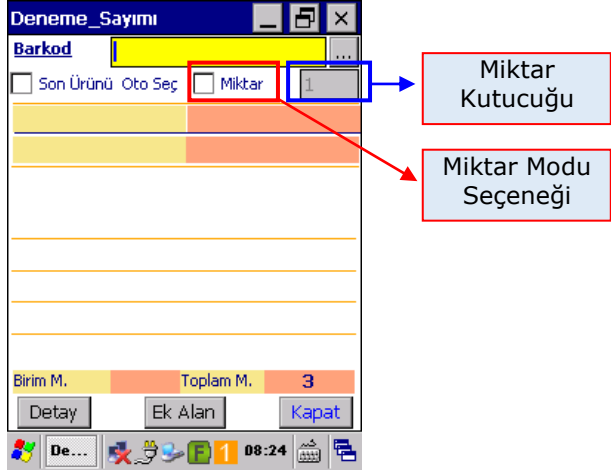 Deneme_Sayımı
Barkod
...
Son Ürünü Oto Seç
Miktar
1
Miktar
Kutucuğu
Miktar Modu
Seçeneği
Birim M.
Toplam M.
3
Detay
Ek Alan
Kapat
De...
F
1
08:24